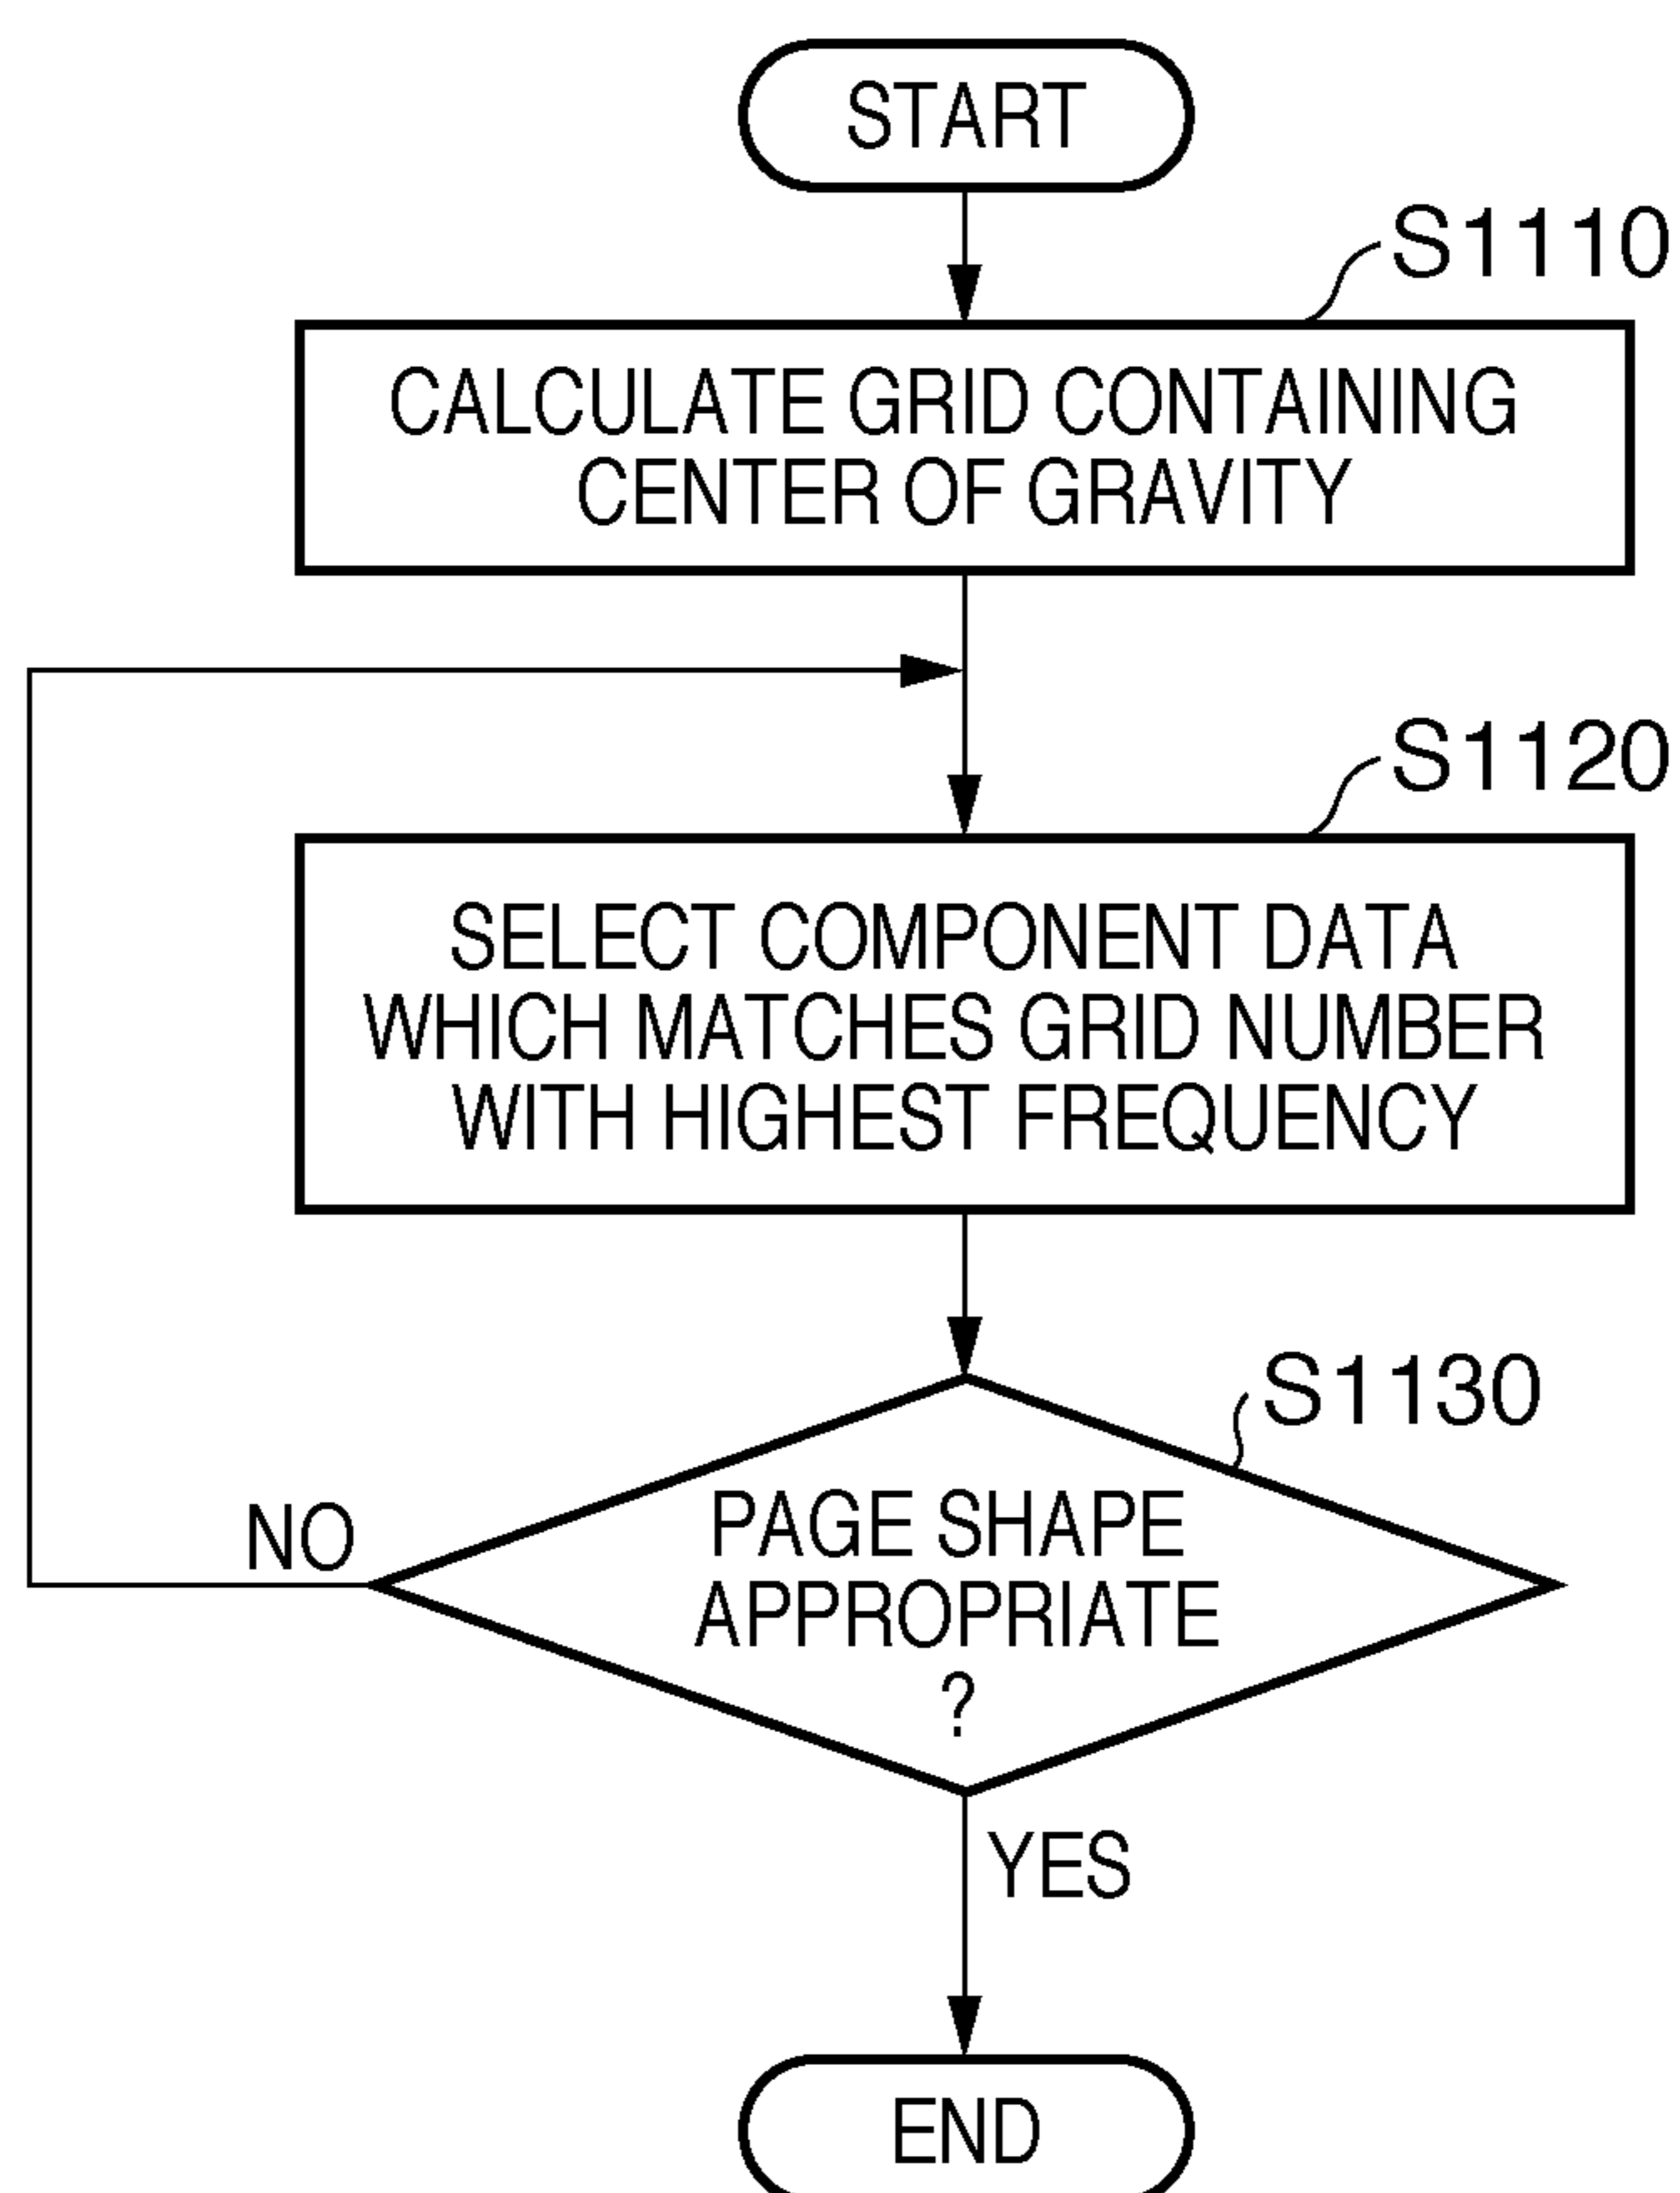 START
S1110
CALCULATE GRID CONTAINING
CENTER OF GRAVITY
S1120
SELECT COMPONENT DATA
WHICH MATCHES GRID NUMBER
WITH HIGHEST FREQUENCY
S1130
PAGE SHAPE
APPROPRIATE
?
NO
YES
END